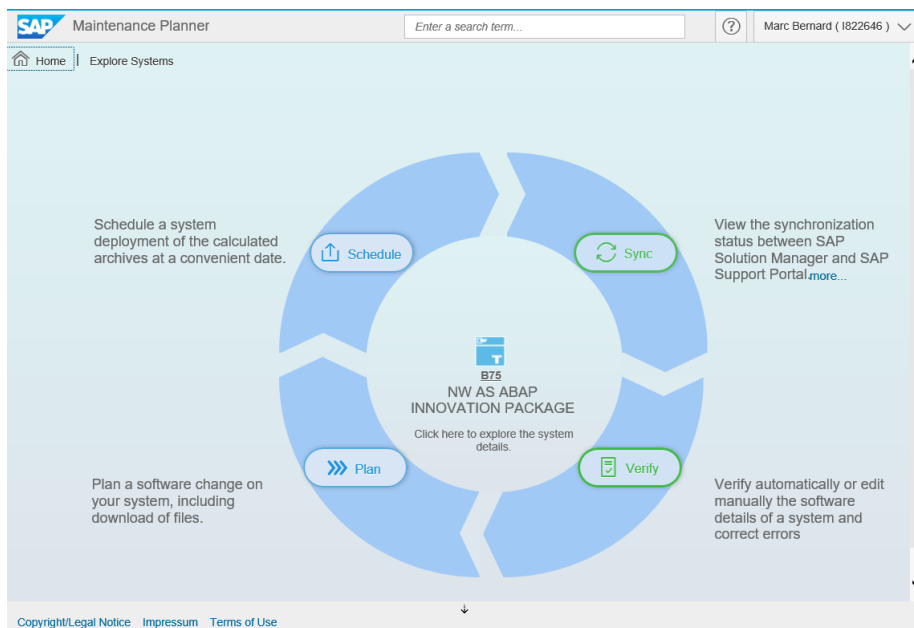 SAP Maintenance Planner
Enter a search term...
? Marc Bernard ( I822646 )
Home | Explore Systems
Schedule a system
deployment of the calculated
archives at a convenient date.
Schedule
Sync
View the synchronization
status between SAP
Solution Manager and SAP
Support Portal.more...
T
B75
NW AS ABAP
INNOVATION PACKAGE
Click here to explore the system
details.
Plan
Verify
Plan a software change on
your system, including
download of files.
Verify automatically or edit
manually the software
details of a system and
correct errors
Copyright/Legal Notice Impressum Terms of Use